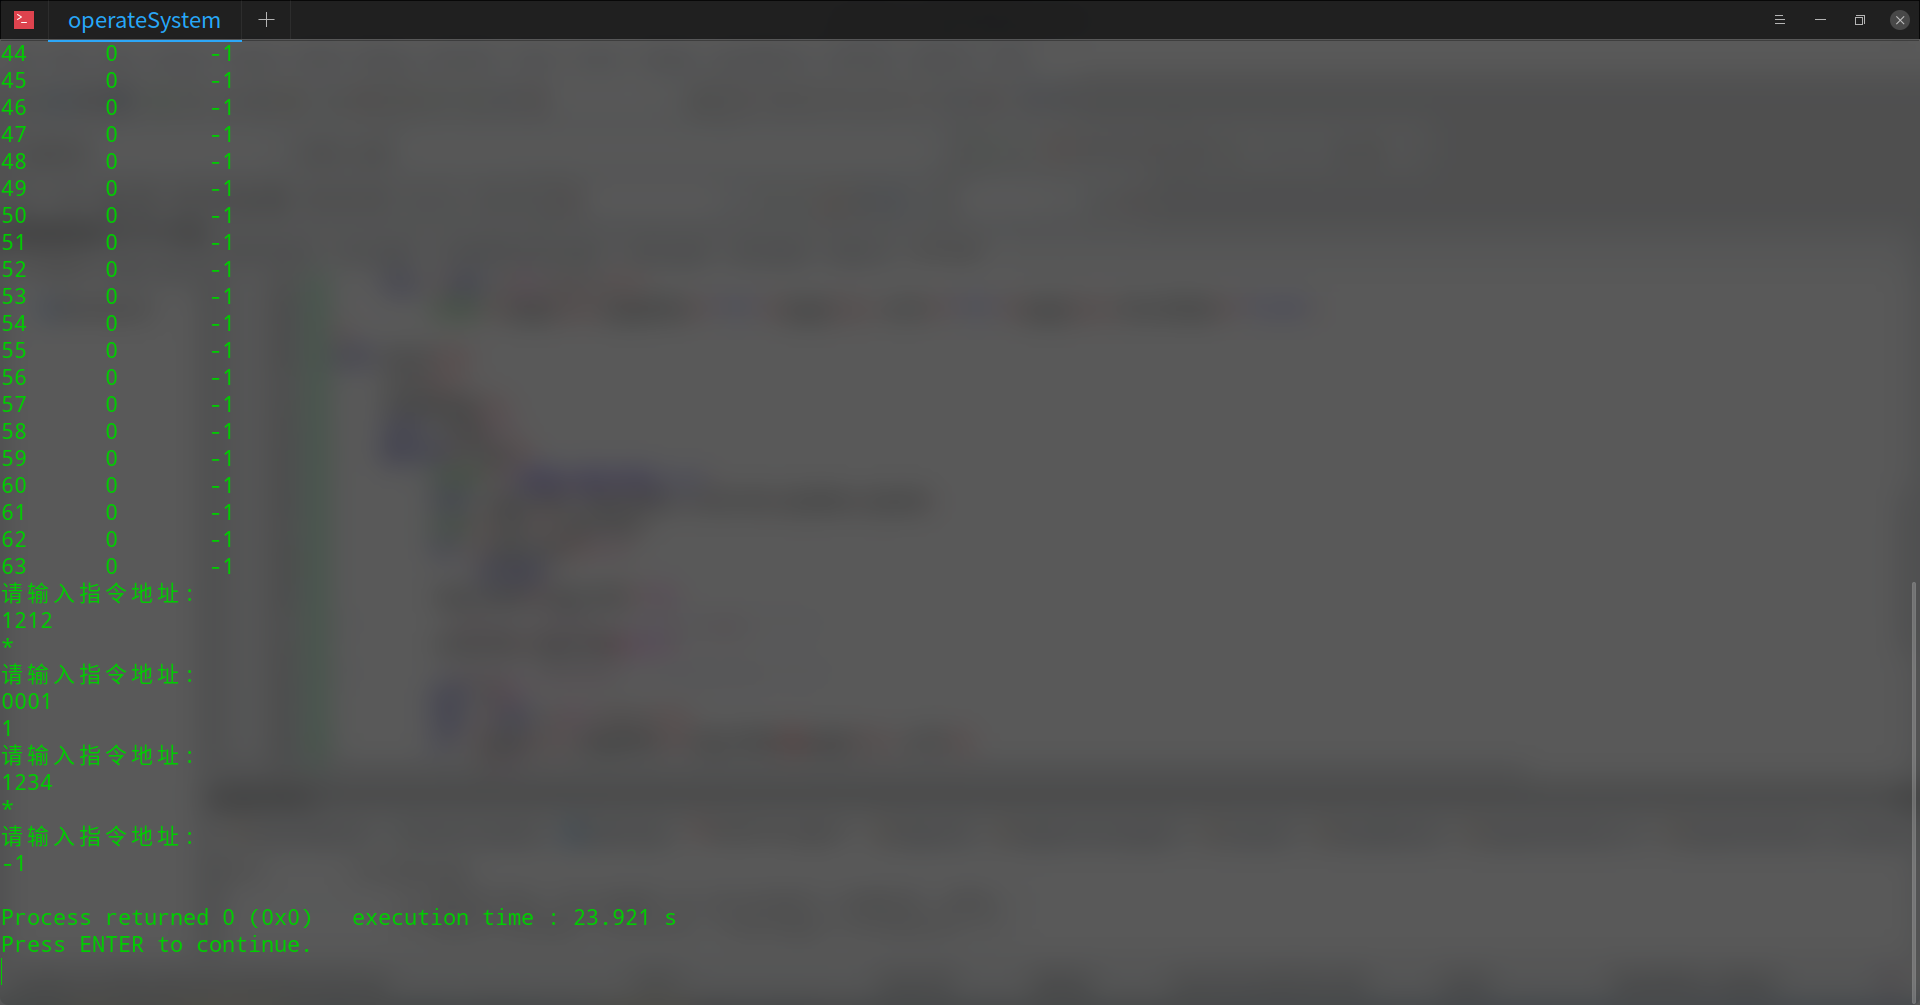 operateSystem
44 0 -1
45 0 -1
46 0 -1
47 0 -1
48 0 -1
49 0 -1
50 0 -1
51 0 -1
52 0 -1
53 0 -1
54 0 -1
55 0 -1
56 0 -1
57 0 -1
58 0 -1
59 0 -1
60 0 -1
61 0 -1
62 0 -1
63 0 -1
请输入指令地址:
1212
*
请输入指令地址:
0001
1
请输入指令地址:
1234
*
请输入指令地址:
-1
Process returned 0 (0x0)   execution time : 23.921 s
Press ENTER to continue.